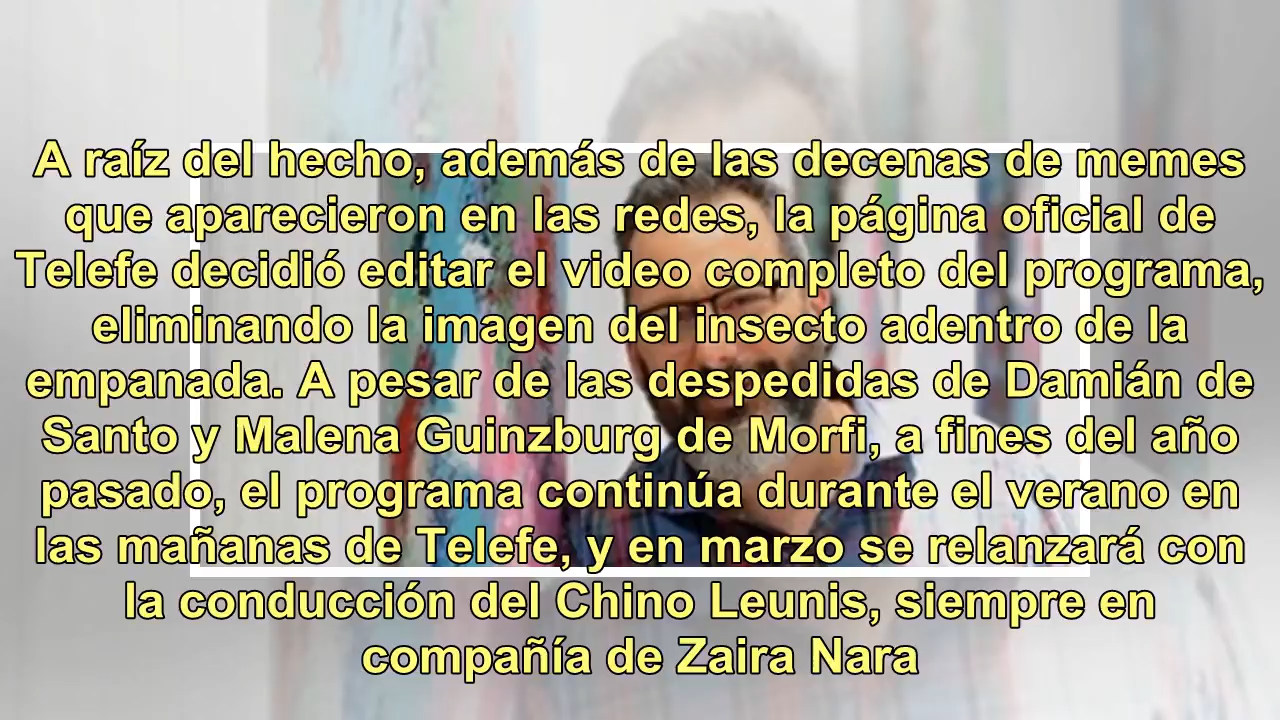 A raíz del hecho, además de las decenas de memes
que aparecieron en las redes, la página oficial de
Telefe decidió editar el video completo del programa,
eliminando la imagen del insecto adentro de la
empanada. A pesar de las despedidas de Damián de
Santo y Malena Guinzburg de Morfi, a fines del año
pasado, el programa continúa durante el verano en
las mañanas de Telefe, y en marzo se relanzará con
la conducción del Chino Leunis, siempre en
compañía de Zaira Nara